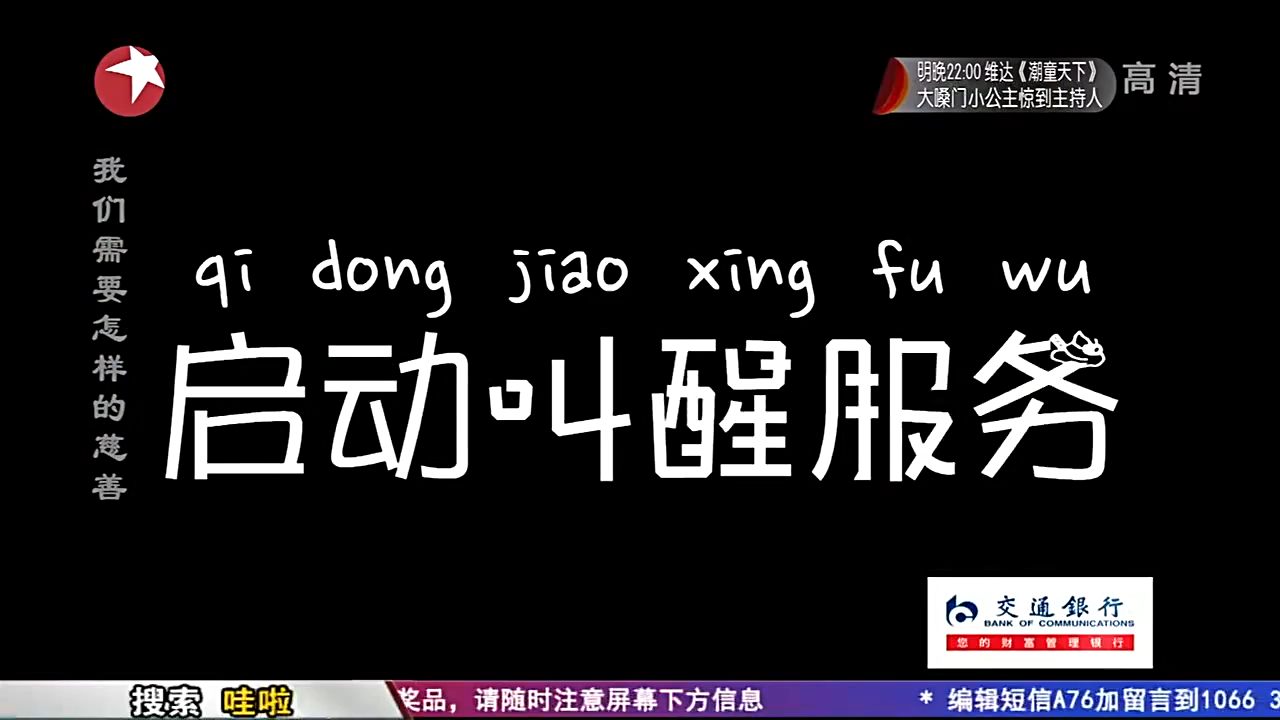 明晚22:00 维达《潮童天下》
大嗓门小公主惊到主持人
高清
我们需要怎样的慈善
qi dong jiao xing fu wu
启动叫醒服务
交通銀行
BANK OF COMMUNICATIONS
您的财富管理银行
搜索 哇啦
奖品，请随时注意屏幕下方信息
* 编辑短信A76加留言到1066 3